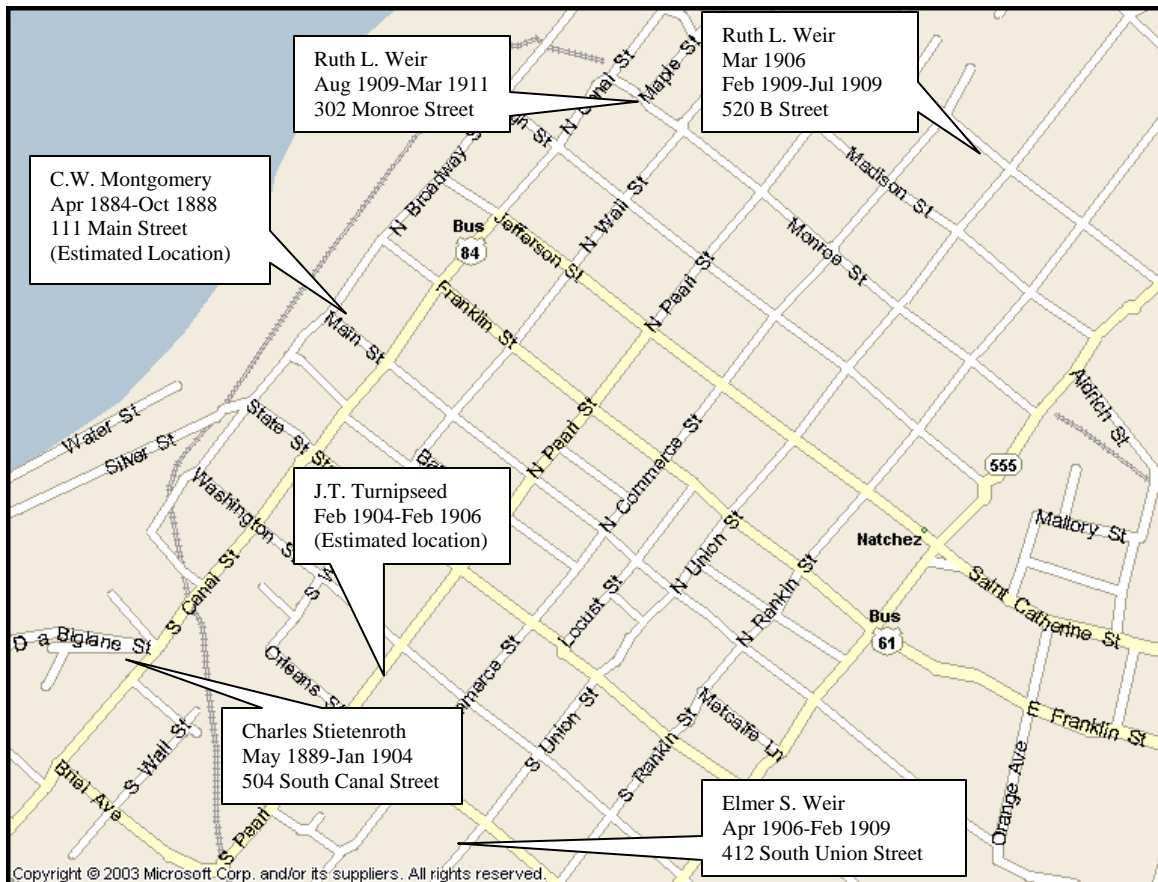 Ruth L. Weir
Aug 1909-Mar 1911
302 Monroe Street
Ruth L. Weir
Mar 1906
Feb 1909-Jul 1909
520 B Street
C.W. Montgomery
Apr 1884-Oct 1888
111 Main Street
(Estimated Location)
J.T. Turnipseed
Feb 1904-Feb 1906
(Estimated location)
Charles Stietenroth
May 1889-Jan 1904
504 South Canal Street
Elmer S. Weir
Apr 1906-Feb 1909
412 South Union Street
Maple St
N Canal St
N Broadway S
gh St
Madison St
Monroe St
N Wall St
Bus
84
Jefferson St
N Pearl St
Franklin St
Main St
Aldrich St
Water St
Silver St
State St
Sta
Ba
N Pearl St
N Commerce St
555
Washington S
Mallory St
Natchez
N Union St
S W
S Canal St
Locust St
N Rankin St
Saint Catherine St
Bus
61
D a Biglane St
Orleans S
mmerce St
S Union St
Metcalfe Ln
E Franklin St
S Wall St
S Rankin St
Briel Ave
S Pearl
Orange Ave
Copyright © 2003 Microsoft Corp. and/or its suppliers. All rights reserved.